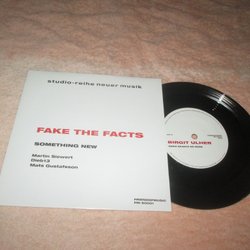 studio-reihe neuer musik
FAKE THE FACTS
SOMETHING NEW
Martin Siewert
Dieb13
Mats Gustafsson
BIRGIT ULHER